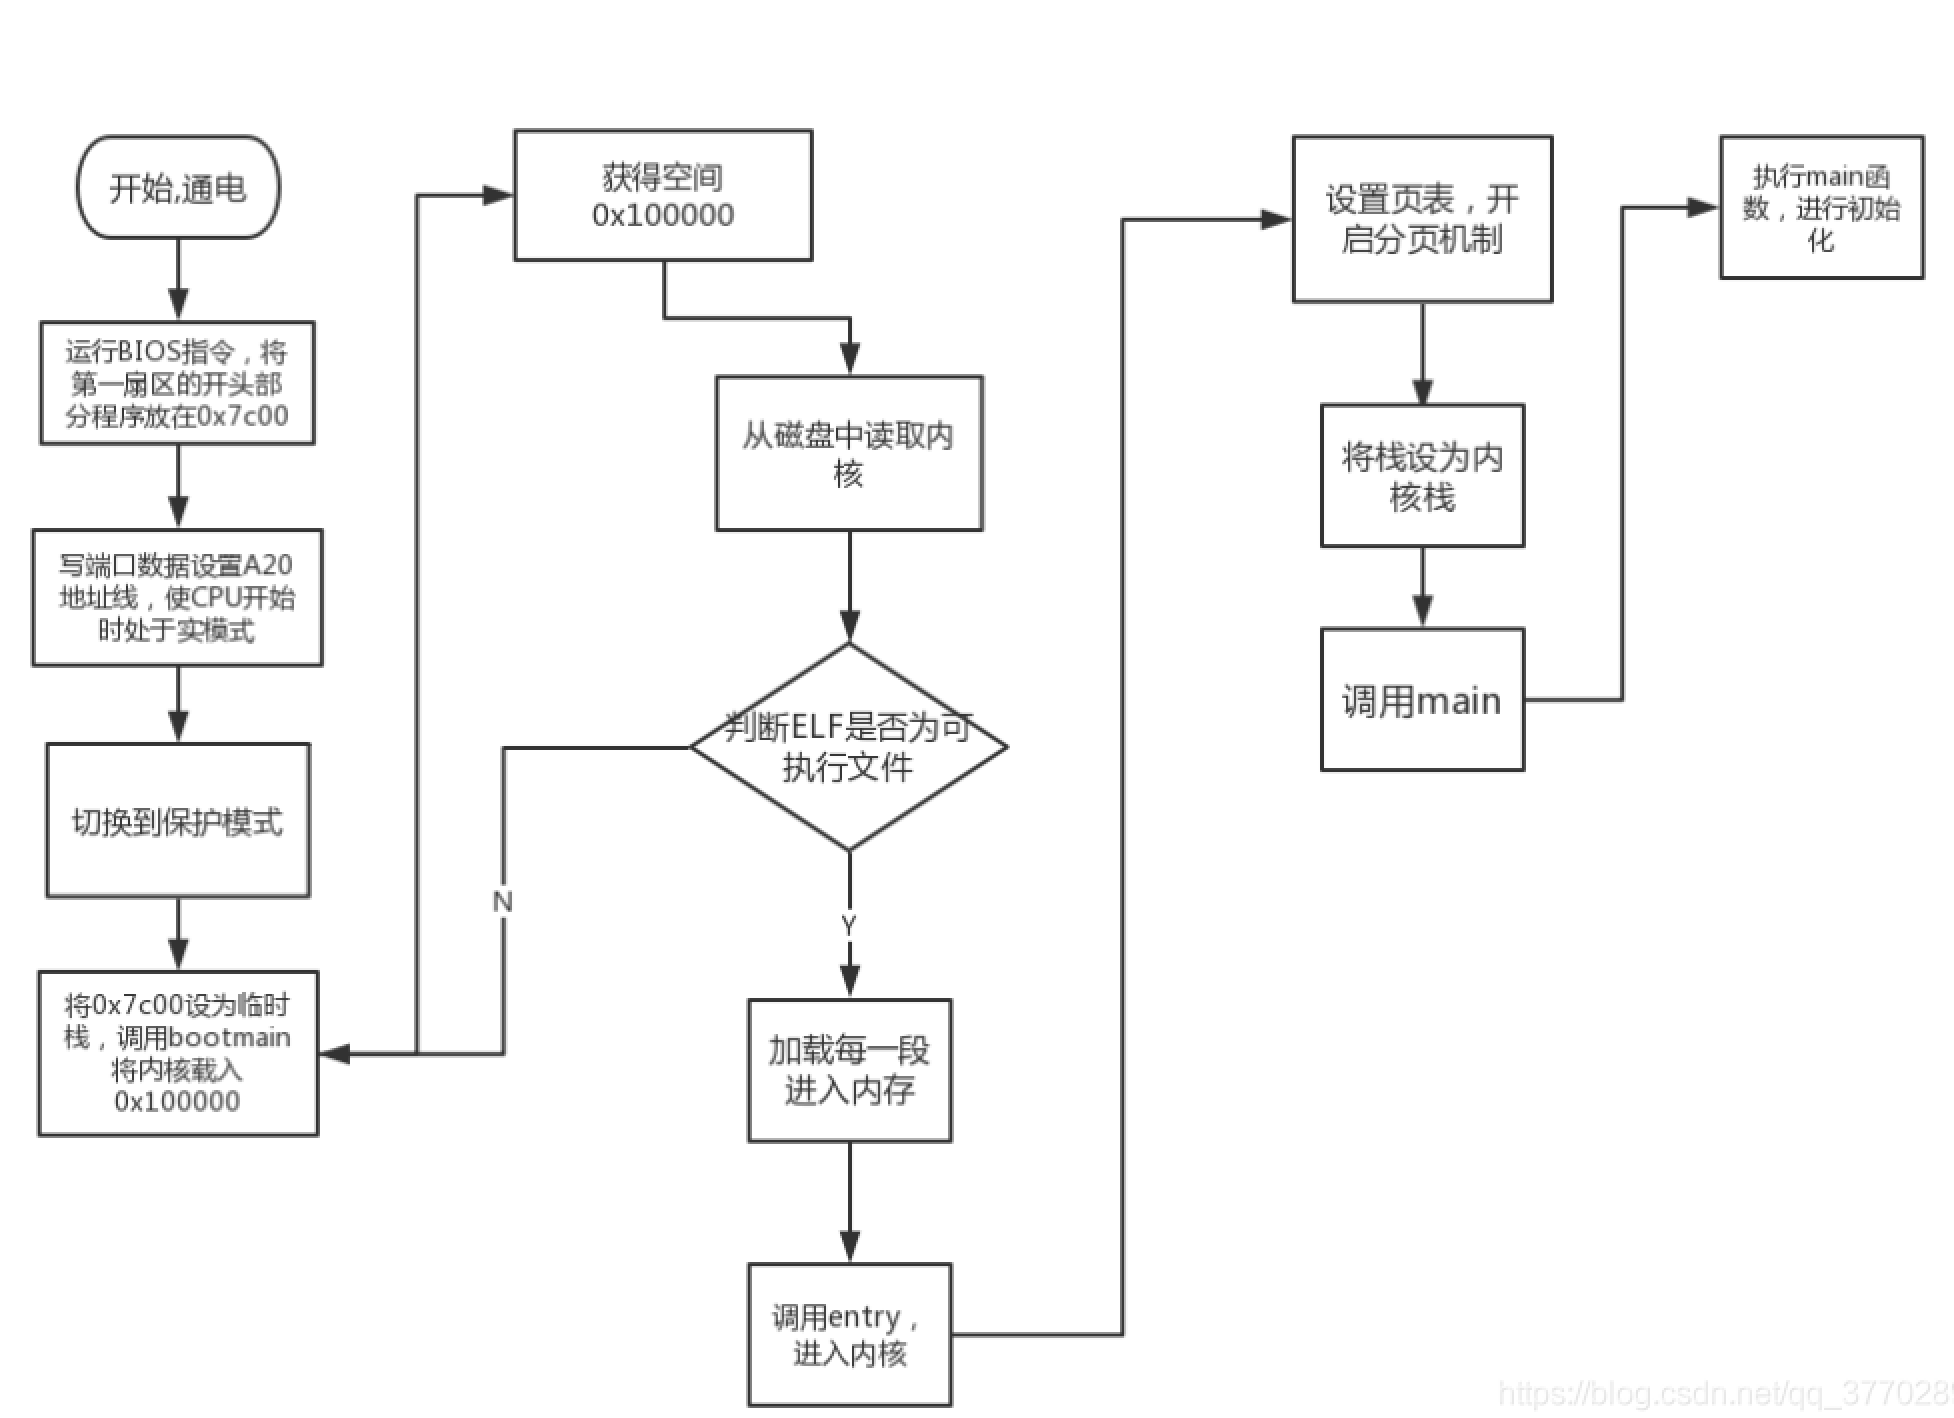 开始,通电
运行BIOS指令，将
第一扇区的开头部
分程序放在0x7c00
写端口数据设置A20
地址线，使CPU开始
时处于实模式
切换到保护模式
将0x7c00设为临时
栈，调用bootmain
将内核载入
0x100000
获得空间
0x100000
从磁盘中读取内
核
判断ELF是否为可
执行文件
N
Y
加载每一段
进入内存
调用entry，
进入内核
设置页表，开
启分页机制
将栈设为内
核栈
调用main
执行main函
数，进行初始
化
https://blog.csdn.net/qq_3770289